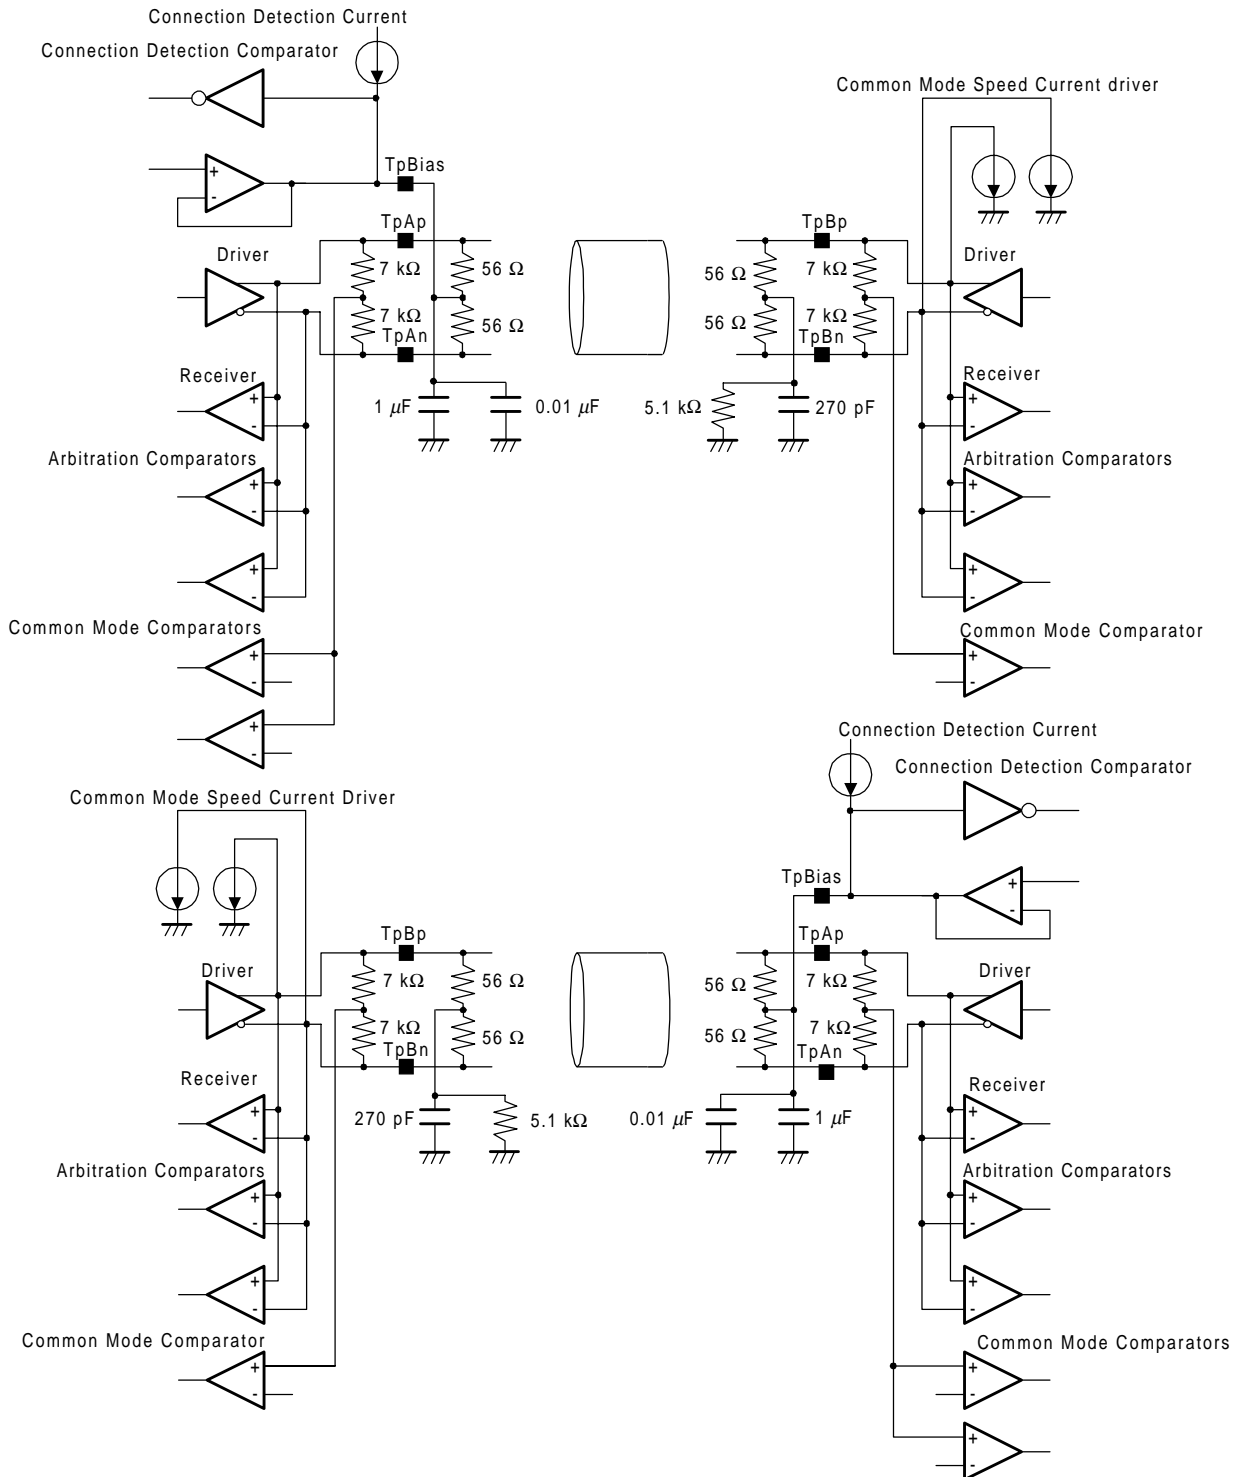 Connection Detection Current
Connection Detection Comparator
Common Mode Speed Current driver
+
-
TpBias
TpAp
TpBp
Driver
7 kΩ
56 Ω
56 Ω
7 kΩ
Driver
7 kΩ
56 Ω
56 Ω
7 kΩ
TpAn
TpBn
Receiver
+
-
1 µF
0.01 µF
5.1 kΩ
270 pF
Receiver
+
-
Arbitration Comparators
+
-
Arbitration Comparators
+
-
+
-
+
-
Common Mode Comparators
+
-
Common Mode Comparator
+
-
+
-
Connection Detection Current
Connection Detection Comparator
Common Mode Speed Current Driver
TpBias
+
-
TpBp
TpAp
Driver
7 kΩ
56 Ω
56 Ω
7 kΩ
Driver
7 kΩ
56 Ω
56 Ω
7 kΩ
TpBn
TpAn
Receiver
+
-
270 pF
5.1 kΩ
0.01 µF
1 µF
Receiver
+
-
Arbitration Comparators
+
-
Arbitration Comparators
+
-
+
-
+
-
Common Mode Comparator
+
-
Common Mode Comparators
+
-
+
-